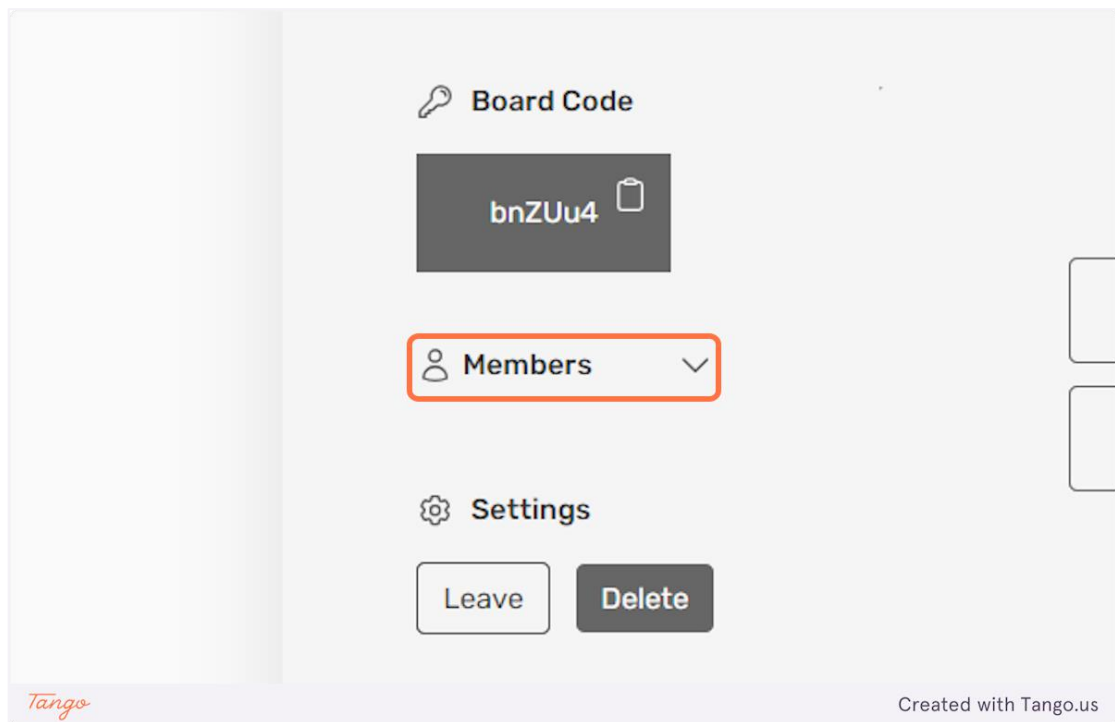 Board Code
bnZUu4
Members
Settings
Leave Delete
Tango Created with Tango.us